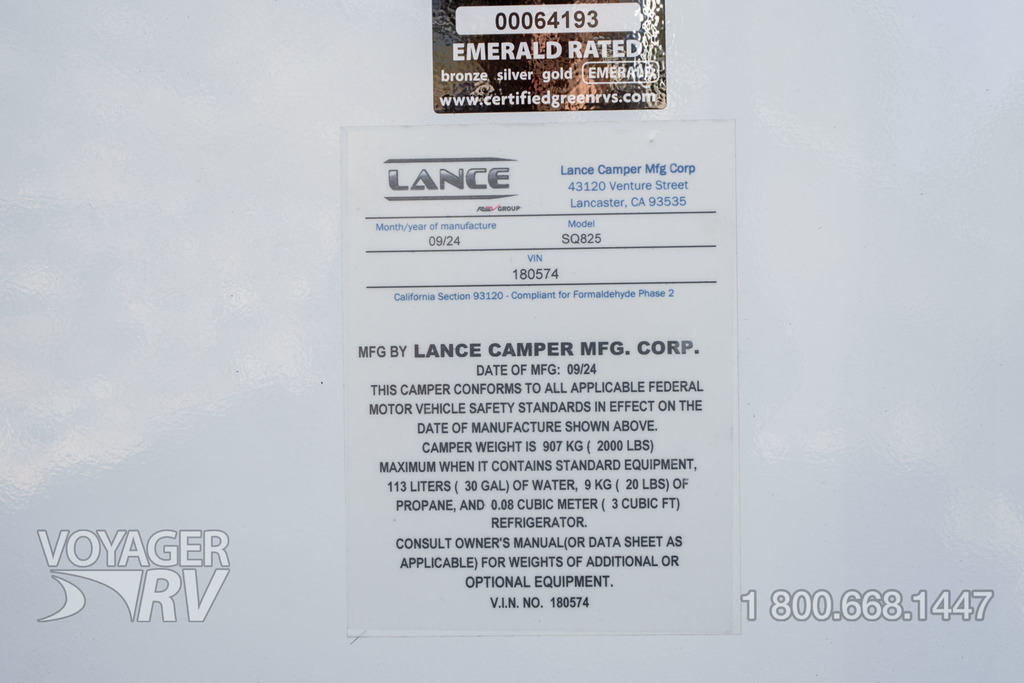 00064193
EMERALD RATED
bronze silver gold EMERALD
www.certifiedgreenrvs.com
LANCE
REV GROUP
Lance Camper Mfg Corp
43120 Venture Street
Lancaster, CA 93535
Month/year of manufacture
09/24
Model
SQ825
VIN
180574
California Section 93120 - Compliant for Formaldehyde Phase 2
MFG BY LANCE CAMPER MFG. CORP.
DATE OF MFG: 09/24
THIS CAMPER CONFORMS TO ALL APPLICABLE FEDERAL
MOTOR VEHICLE SAFETY STANDARDS IN EFFECT ON THE
DATE OF MANUFACTURE SHOWN ABOVE.
CAMPER WEIGHT IS 907 KG ( 2000 LBS)
MAXIMUM WHEN IT CONTAINS STANDARD EQUIPMENT,
113 LITERS ( 30 GAL) OF WATER, 9 KG ( 20 LBS) OF
PROPANE, AND 0.08 CUBIC METER ( 3 CUBIC FT)
REFRIGERATOR.
CONSULT OWNER'S MANUAL(OR DATA SHEET AS
APPLICABLE) FOR WEIGHTS OF ADDITIONAL OR
OPTIONAL EQUIPMENT.
V.I.N. NO. 180574
VOYAGER
RV
1 800.668.1447